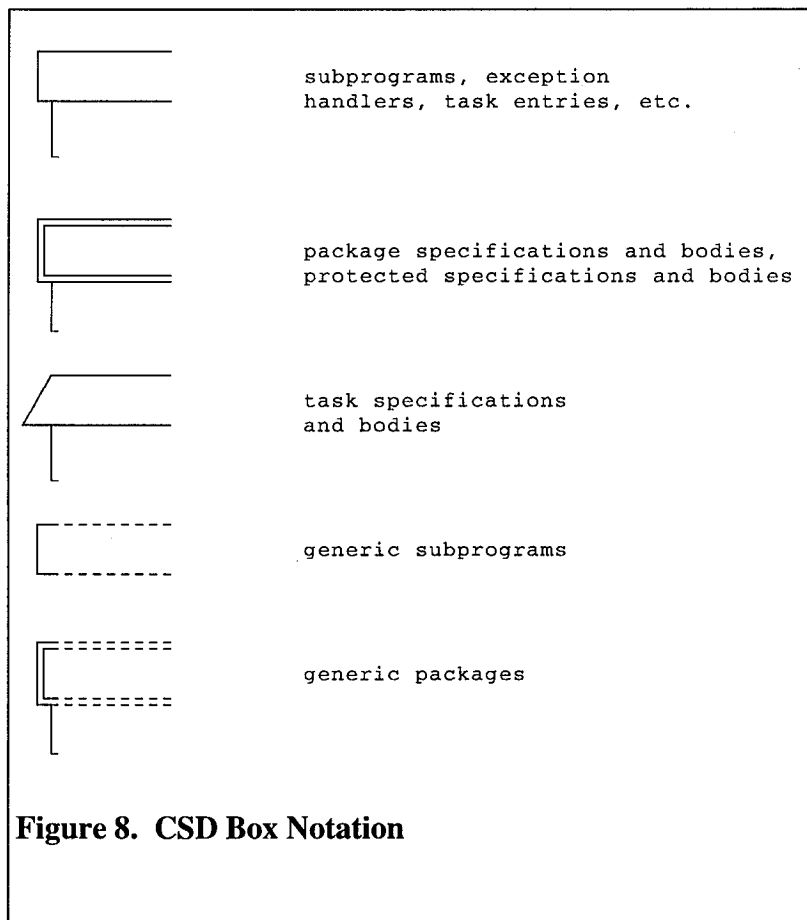 subprograms, exception
handlers, task entries, etc.
package specifications and bodies,
protected specifications and bodies
task specifications
and bodies
generic subprograms
generic packages
Figure 8. CSD Box Notation